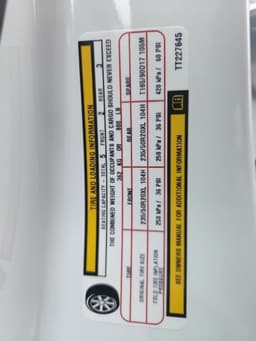 TIRE AND LOADING INFORMATION
SEATING CAPACITY - TOTAL 5 FRONT 2 REAR 3
THE COMBINED WEIGHT OF OCCUPANTS AND CARGO SHOULD NEVER EXCEED
KG OR LB
TIRE FRONT REAR SPARE
ORIGINAL TIRE SIZE 235/50R20XL 104H 235/50R20XL 104H T165/90D17 105M
COLD TIRE INFLATION PRESSURE 250 kPa / 36 PSI 250 kPa / 36 PSI 420 kPa / 60 PSI
SEE OWNERS MANUAL FOR ADDITIONAL INFORMATION
TT227645